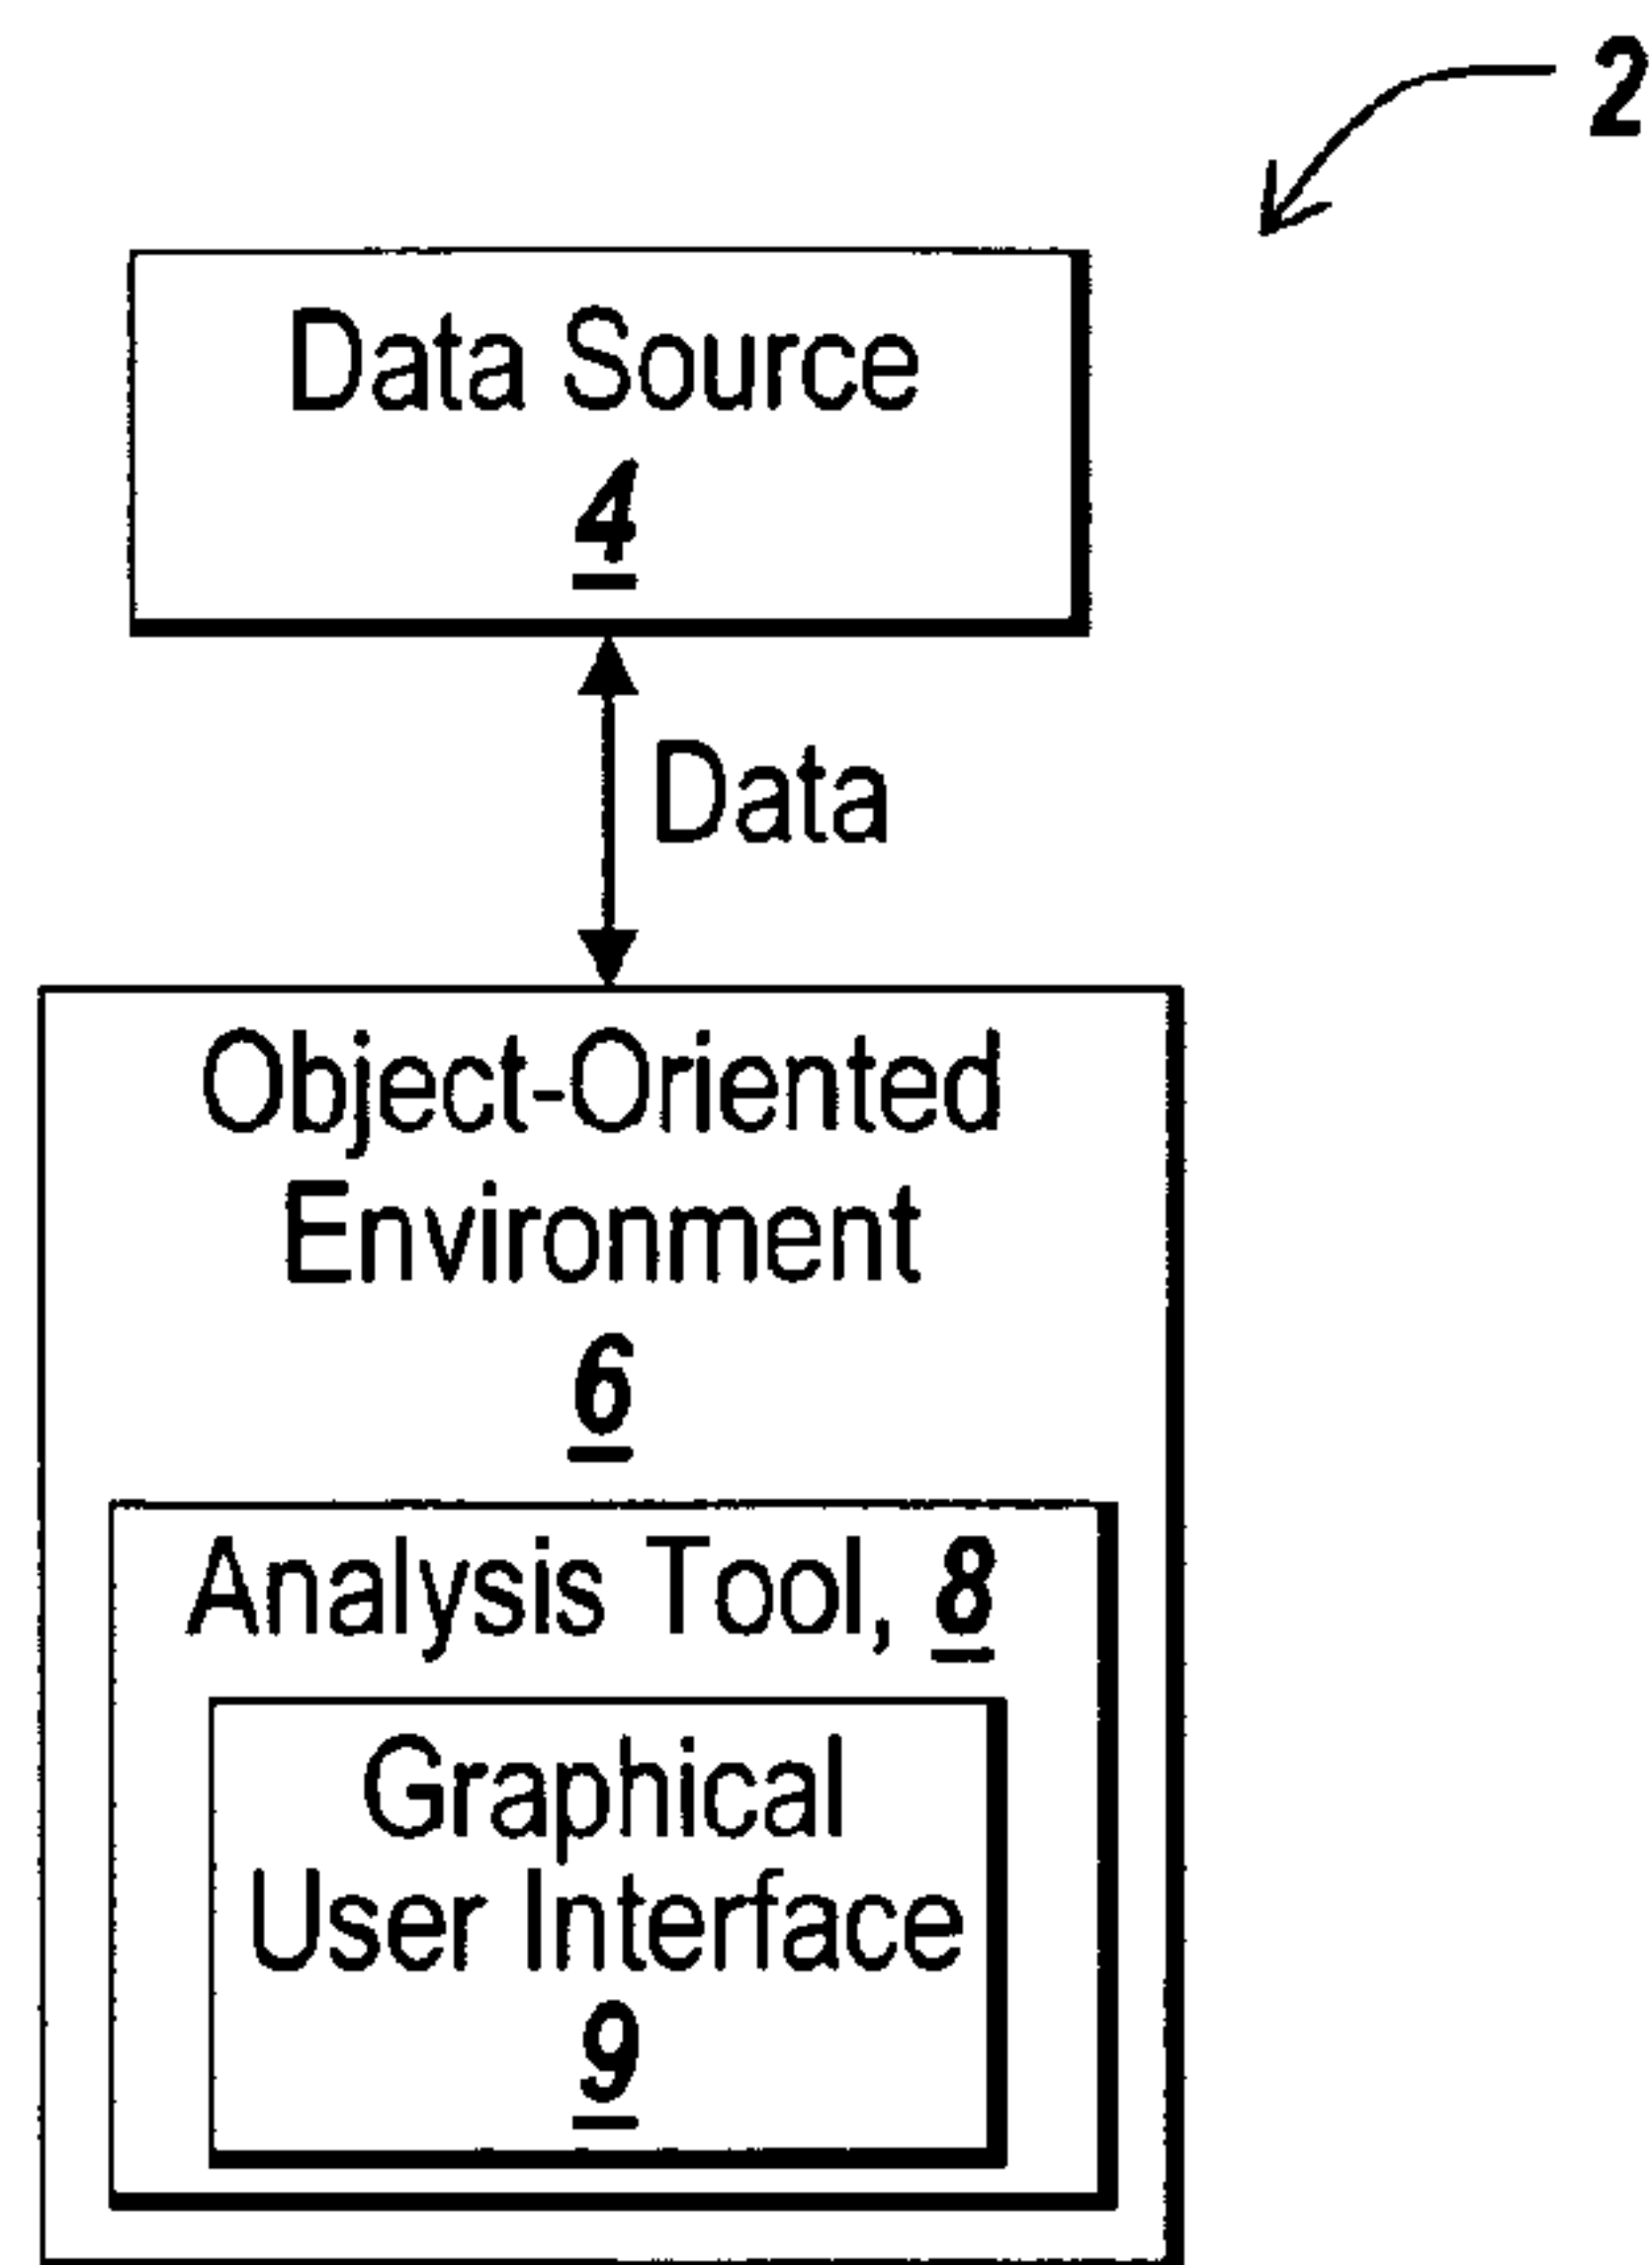 2
Data Source
4
Data
Object-Oriented
Environment
6
Analysis Tool, 8
Graphical
User Interface
9